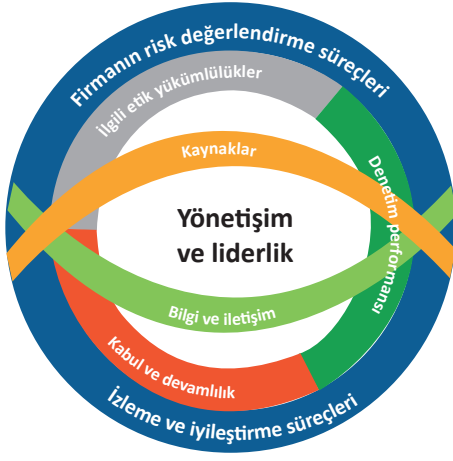 Firmanın risk değerlendirme süreçleri
İlgili etik yükümlülükler
Kaynaklar
Denetim performansı
Yönetişim
ve liderlik
Bilgi ve iletişim
Kabul ve devamlılık
İzleme ve iyileştirme süreçleri